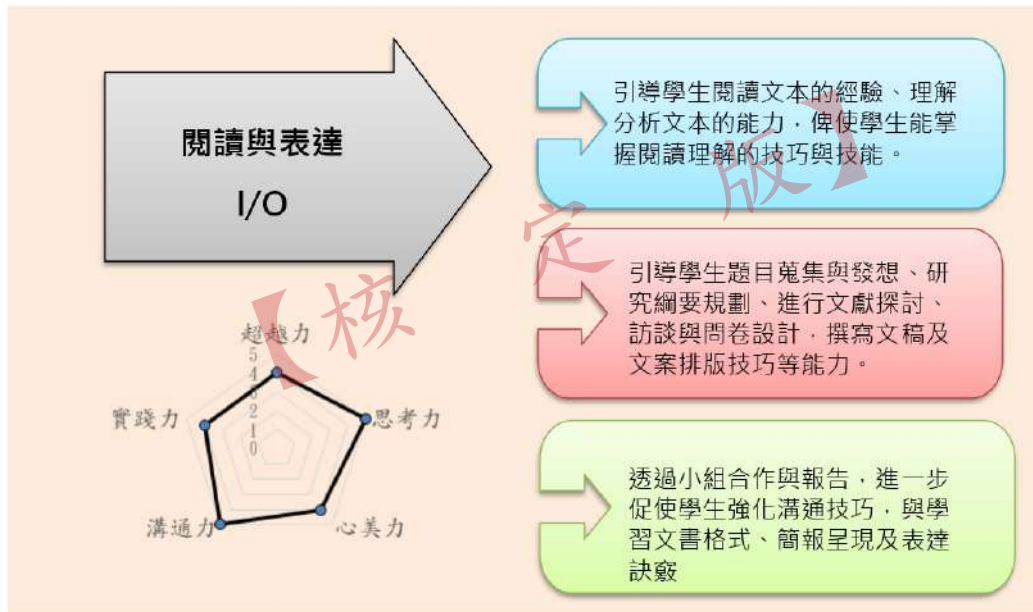 閱讀與表達
I/O
引導學生閱讀文本的經驗、理解
分析文本的能力，俾使學生能掌
握閱讀理解的技巧與技能。
引導學生題目蒐集與發想、研
究綱要規劃、進行文獻探討、
訪談與問卷設計，撰寫文稿及
文案排版技巧等能力。
透過小組合作與報告，進一步
促使學生強化溝通技巧，與學
習文書格式、簡報呈現及表達
訣竅
超越力
5
4
3
2
1
0
思考力
心美力
溝通力
實踐力
【核定版】